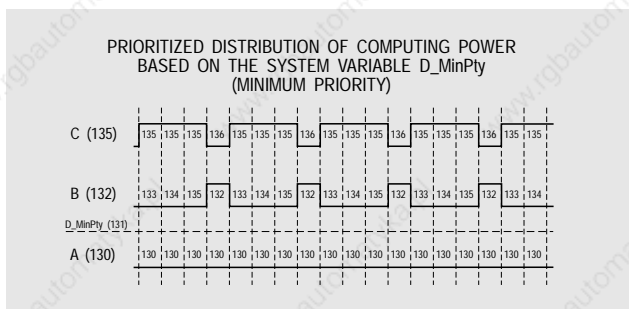 PRIORITIZED DISTRIBUTION OF COMPUTING POWER
BASED ON THE SYSTEM VARIABLE D_MinPty
(MINIMUM PRIORITY)
C (135) 135 135 135 136 135 135 135 136 135 135 135 136 135 135 135 136 135 135
B (132) 133 134 135 132 133 134 135 132 133 134 135 132 133 134 135 132 133 134
D_MinPty (131)
A (130) 130 130 130 130 130 130 130 130 130 130 130 130 130 130 130 130 130 130